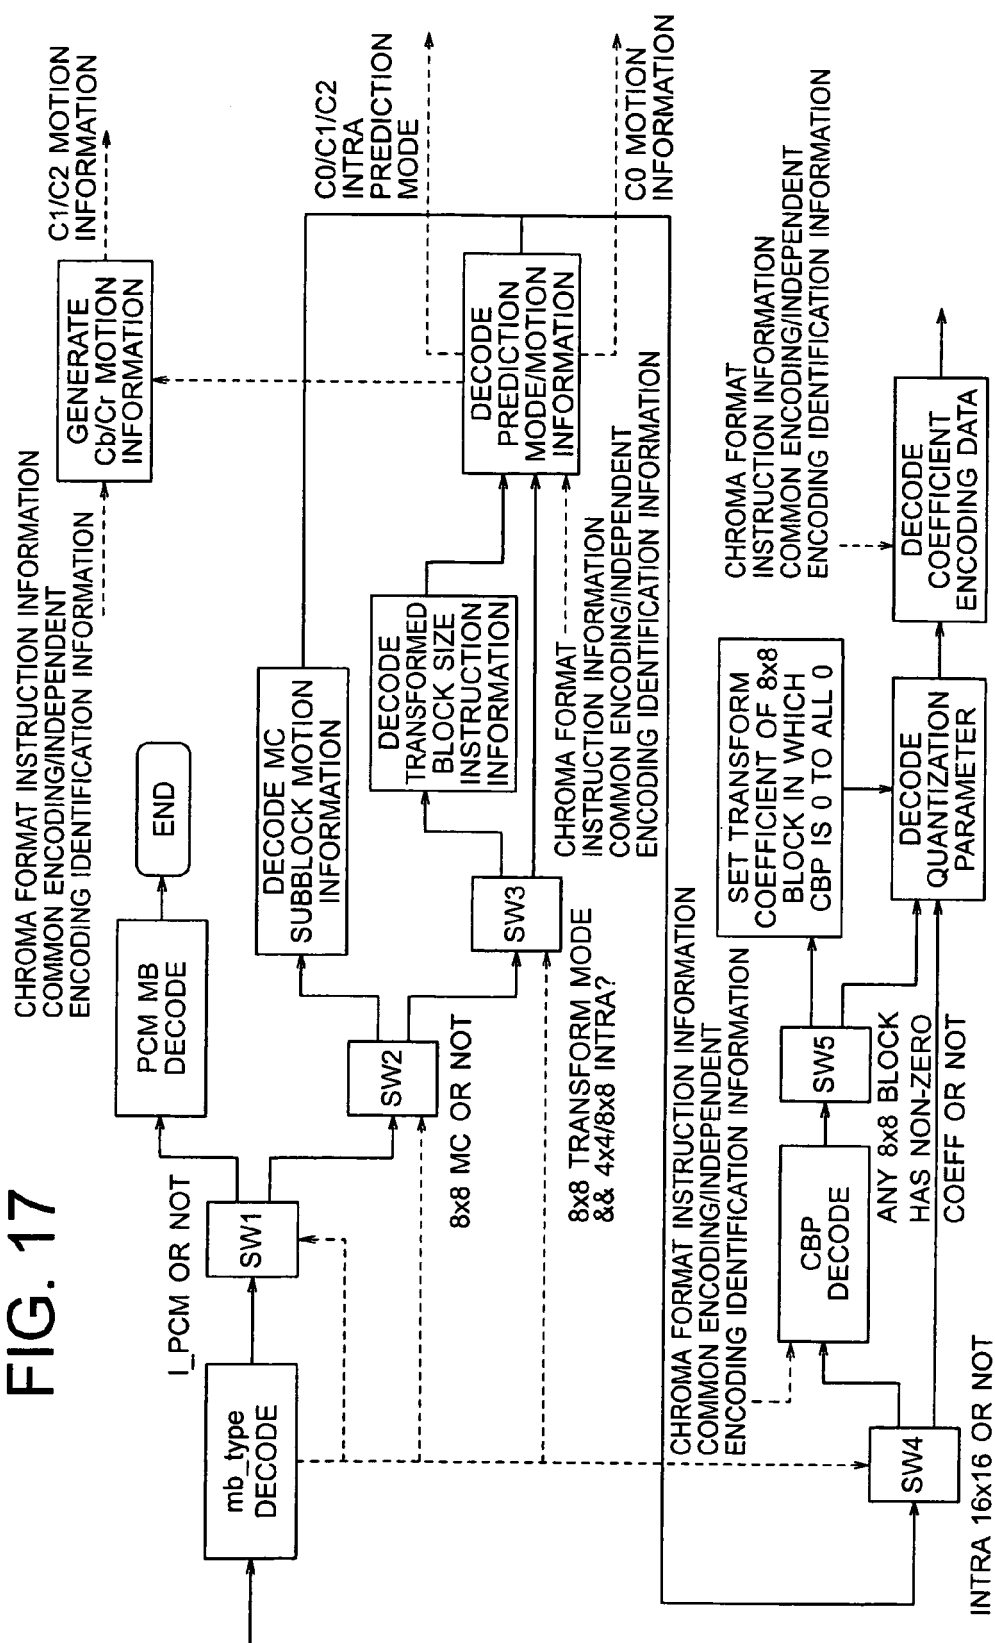 FIG. 17
mb_type
DECODE
I_PCM OR NOT
SW1
PCM MB
DECODE
END
CHROMA FORMAT INSTRUCTION INFORMATION
COMMON ENCODING/INDEPENDENT
ENCODING IDENTIFICATION INFORMATION
GENERATE
Cb/Cr MOTION
INFORMATION
C1/C2 MOTION
INFORMATION
8x8 MC OR NOT
SW2
DECODE MC
SUBBLOCK MOTION
INFORMATION
8x8 TRANSFORM MODE
&& 4x4/8x8 INTRA?
SW3
DECODE
TRANSFORMED
BLOCK SIZE
INSTRUCTION
INFORMATION
CHROMA FORMAT
INSTRUCTION INFORMATION
COMMON ENCODING/INDEPENDENT
ENCODING IDENTIFICATION INFORMATION
DECODE
PREDICTION
MODE/MOTION
INFORMATION
C0/C1/C2
INTRA
PREDICTION
MODE
C0 MOTION
INFORMATION
INTRA 16x16 OR NOT
SW4
CHROMA FORMAT INSTRUCTION INFORMATION
COMMON ENCODING/INDEPENDENT
ENCODING IDENTIFICATION INFORMATION
CBP
DECODE
ANY 8x8 BLOCK
HAS NON-ZERO
COEFF OR NOT
SW5
SET TRANSFORM
COEFFICIENT OF 8x8
BLOCK IN WHICH
CBP IS 0 TO ALL 0
DECODE
QUANTIZATION
PARAMETER
CHROMA FORMAT
INSTRUCTION INFORMATION
COMMON ENCODING/INDEPENDENT
ENCODING IDENTIFICATION INFORMATION
DECODE
COEFFICIENT
ENCODING DATA